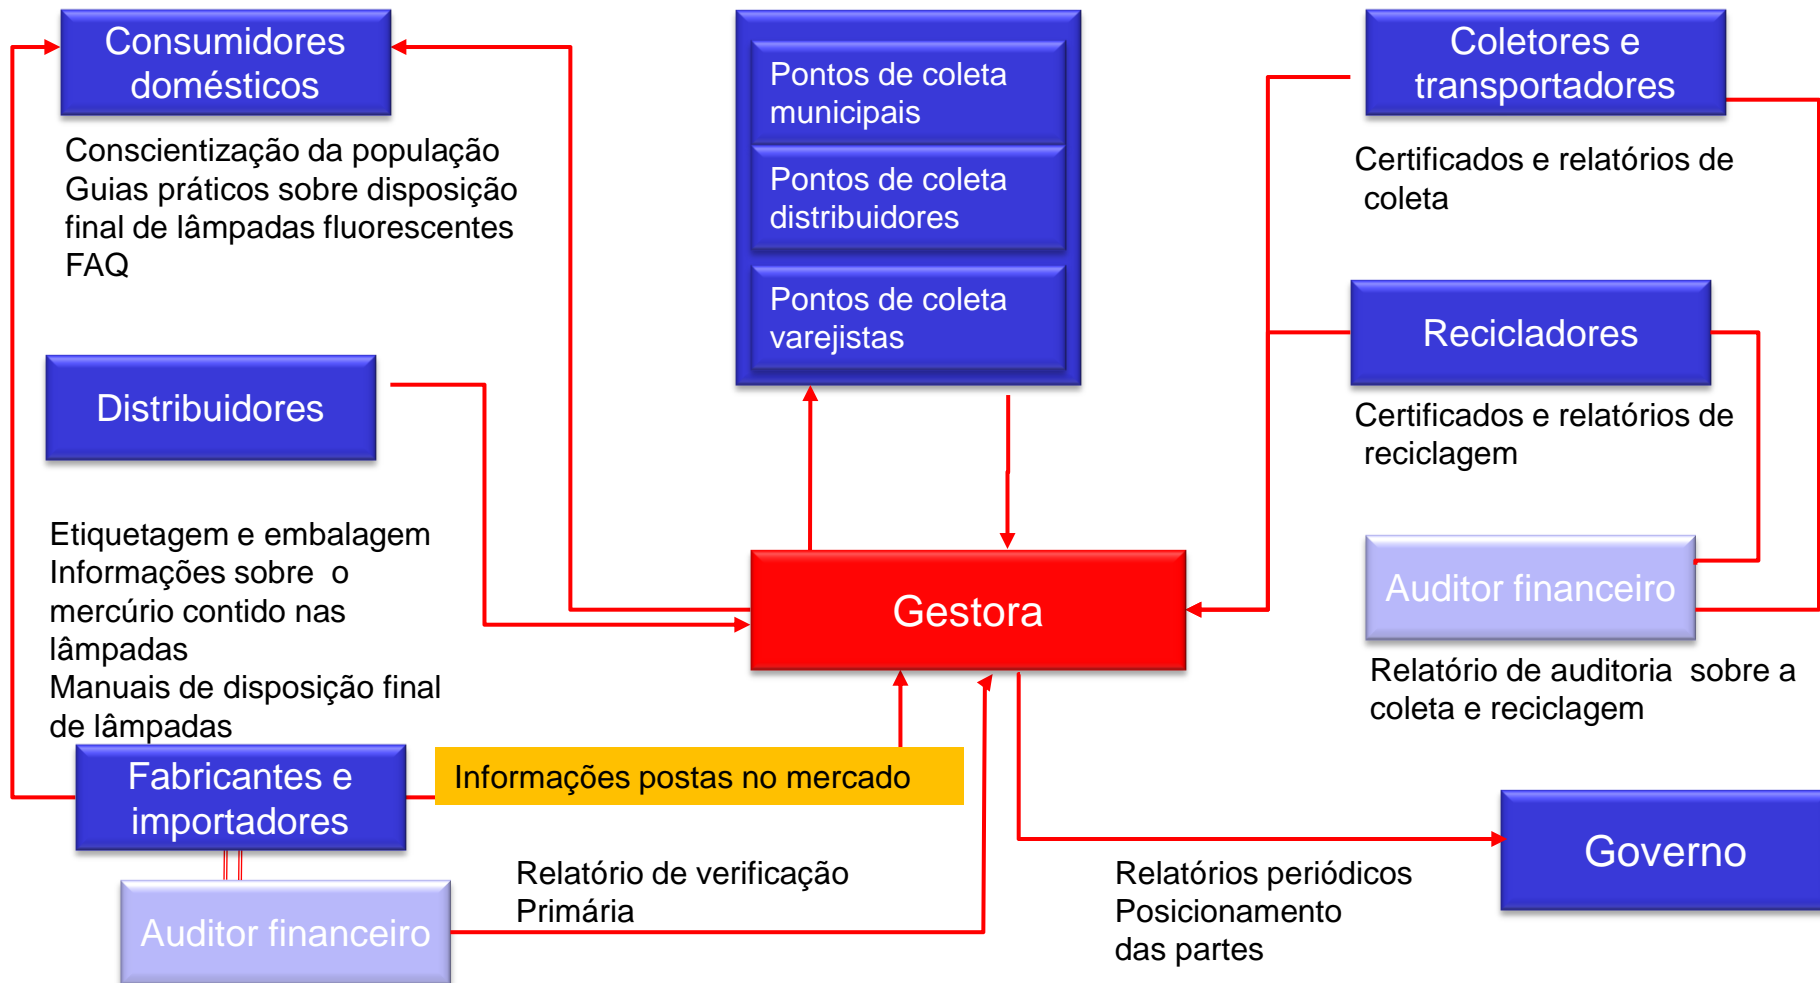 Consumidores
domésticos
Conscientização da população
Guias práticos sobre disposição
final de lâmpadas fluorescentes
FAQ
Distribuidores
Etiquetagem e embalagem
Informações sobre o
mercúrio contido nas
lâmpadas
Manuais de disposição final
de lâmpadas
Fabricantes e
importadores
Auditor financeiro
Pontos de coleta
municipais
Pontos de coleta
distribuidores
Pontos de coleta
varejistas
Gestora
Informações postas no mercado
Relatório de verificação
Primária
Coletores e
transportadores
Certificados e relatórios de
coleta
Recicladores
Certificados e relatórios de
reciclagem
Auditor financeiro
Relatório de auditoria sobre a
coleta e reciclagem
Governo
Relatórios periódicos
Posicionamento
das partes